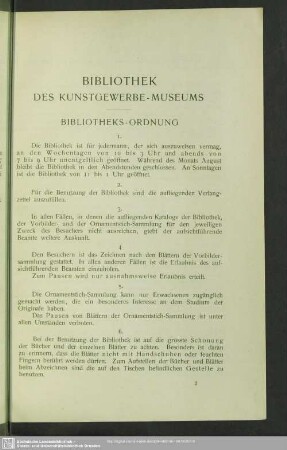 BIBLIOTHEK
DES KUNSTGEWERBE-MUSEUMS
BIBLIOTHEKS-ORDNUNG
1.
Die Bibliothek ist für jedermann, der sich auszuweisen vermag,
an den Wochentagen von 10 bis 3 Uhr und abends von
7 bis 9 Uhr unentgeltlich geöffnet. Während des Monats August
bleibt die Bibliothek in den Abendstunden geschlossen. An Sonntagen
ist die Bibliothek von 11 bis 1 Uhr geöffnet.
2.
Für die Benutzung der Bibliothek sind die aufliegender Verlangzettel
auszufüllen.
3.
In allen Fällen, in denen die aufliegenden Kataloge der Bibliothek,
der Vorbilder- und der Ornamentstich-Sammlung für den jeweiligen
Zweck des Besuchers nicht ausreichen, giebt der aufsichtführende
Beamte weitere Auskunft.
4
Den Besuchern ist das Zeichnen nach den Blättern der Vorbilder-
sammlung gestattet. In allen anderen Fällen ist die Erlaubnis des auf-
sichtführenden Beamten einzuholen.
Zum Pausen wird nur ausnahmsweise Erlaubnis erteilt.
5.
Die Ornamentstich-Sammlung kann nur Erwachsenen zugänglich
gemacht werden, die ein besonderes Interesse an dem Studium der
Originale haben.
Das Pausen von Blättern der Ornamentstich-Sammlung ist unter
allen Umständen verboten.
6.
Bei der Benutzung der Bibliothek ist auf die grösste Schonung
der Bücher und der einzelnen Blätter zu achten. Besonders ist daran
zu erinnern, dass die Blätter nicht mit Handschuhen oder feuchten
Fingern berührt werden dürfen. Zum Aufstellen der Bücher und Blätter
beim Abzeichnen sind die auf den Tischen befindlichen Gestelle zu
benutzen.